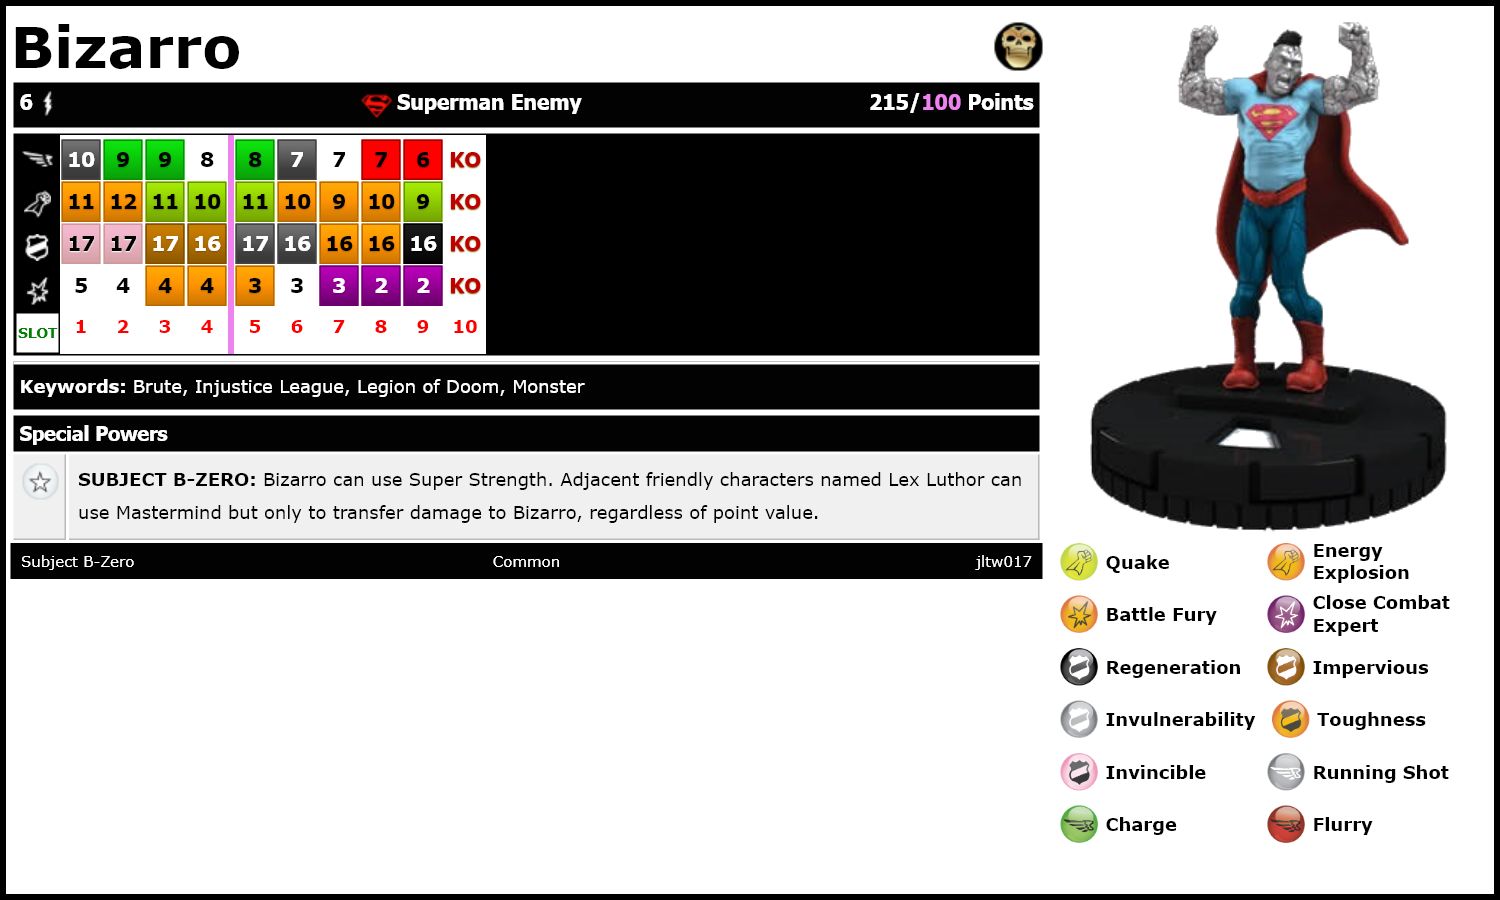 Bizarro
6 Superman Enemy 215/100 Points
10 9 9 8 8 7 7 7 6 KO
11 12 11 10 11 10 9 10 9 KO
17 17 17 16 17 16 16 16 16 KO
5 4 4 4 3 3 3 2 2 KO
SLOT 1 2 3 4 5 6 7 8 9 10
Keywords: Brute, Injustice League, Legion of Doom, Monster
Special Powers
SUBJECT B-ZERO: Bizarro can use Super Strength. Adjacent friendly characters named Lex Luthor can
use Mastermind but only to transfer damage to Bizarro, regardless of point value.
Subject B-Zero Common jltw017
Quake
Energy
Explosion
Battle Fury
Close Combat
Expert
Regeneration
Impervious
Invulnerability
Toughness
Invincible
Running Shot
Charge
Flurry